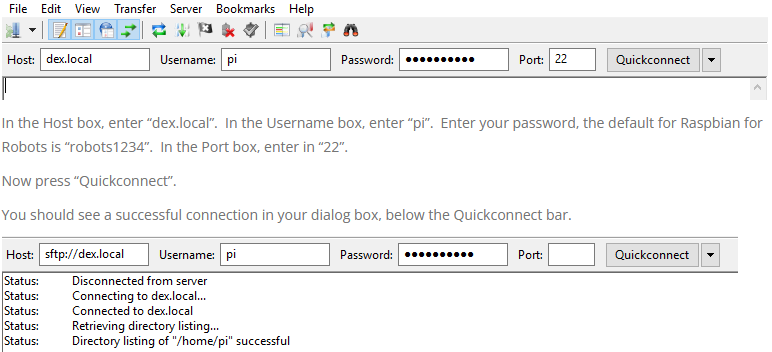 File Edit View Transfer Server Bookmarks Help
Host: dex.local Username: pi Password: ●●●●●●●●●● Port: 22 Quickconnect
In the Host box, enter “dex.local”. In the Username box, enter “pi”. Enter your password, the default for Raspbian for
Robots is “robots1234”. In the Port box, enter in “22”.
Now press “Quickconnect”.
You should see a successful connection in your dialog box, below the Quickconnect bar.
Host: sftp://dex.local Username: pi Password: ●●●●●●●●●● Port: Quickconnect
Status: Disconnected from server
Status: Connecting to dex.local...
Status: Connected to dex.local
Status: Retrieving directory listing...
Status: Directory listing of "/home/pi" successful